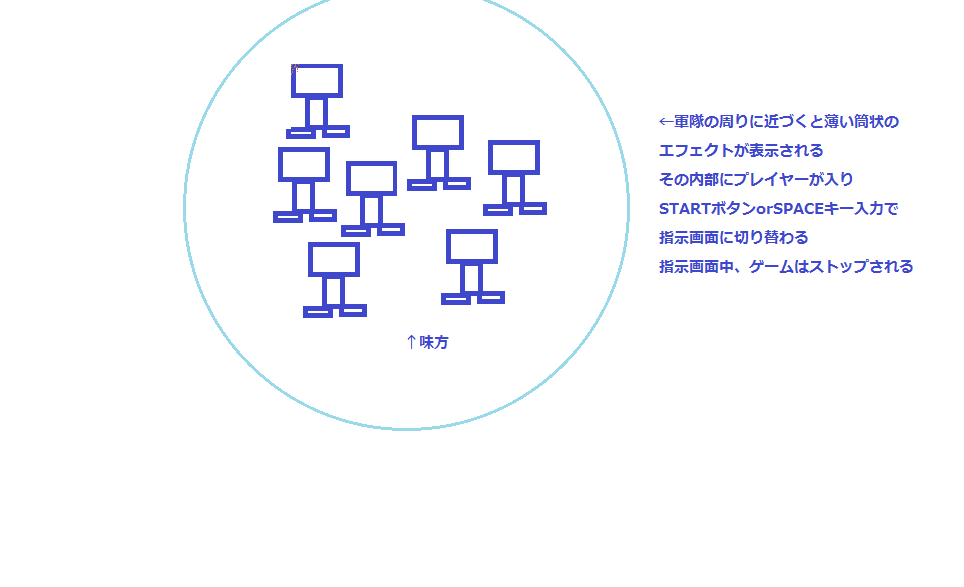 ←軍隊の周りに近づくと薄い筒状の
エフェクトが表示される
その内部にプレイヤーが入り
STARTボタンorSPACEキー入力で
指示画面に切り替わる
指示画面中、ゲームはストップされる
↑味方